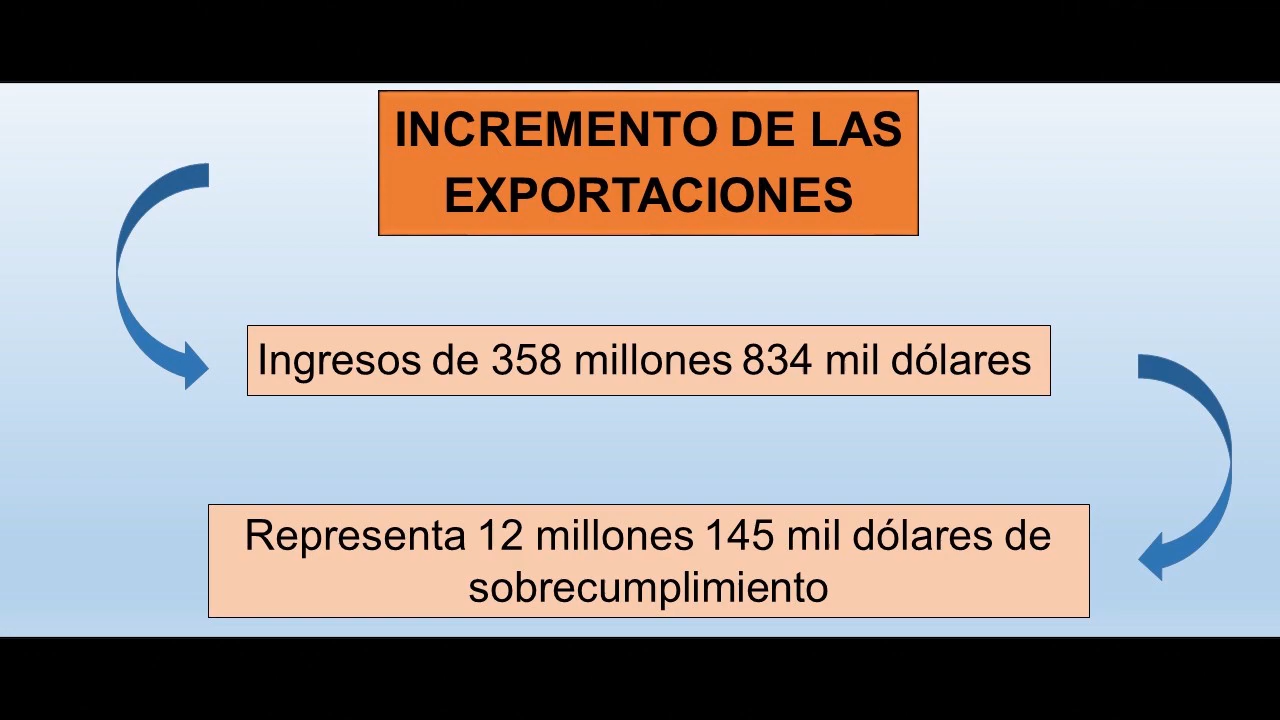 INCREMENTO DE LAS
EXPORTACIONES
Ingresos de 358 millones 834 mil dólares
Representa 12 millones 145 mil dólares de
sobrecumplimiento